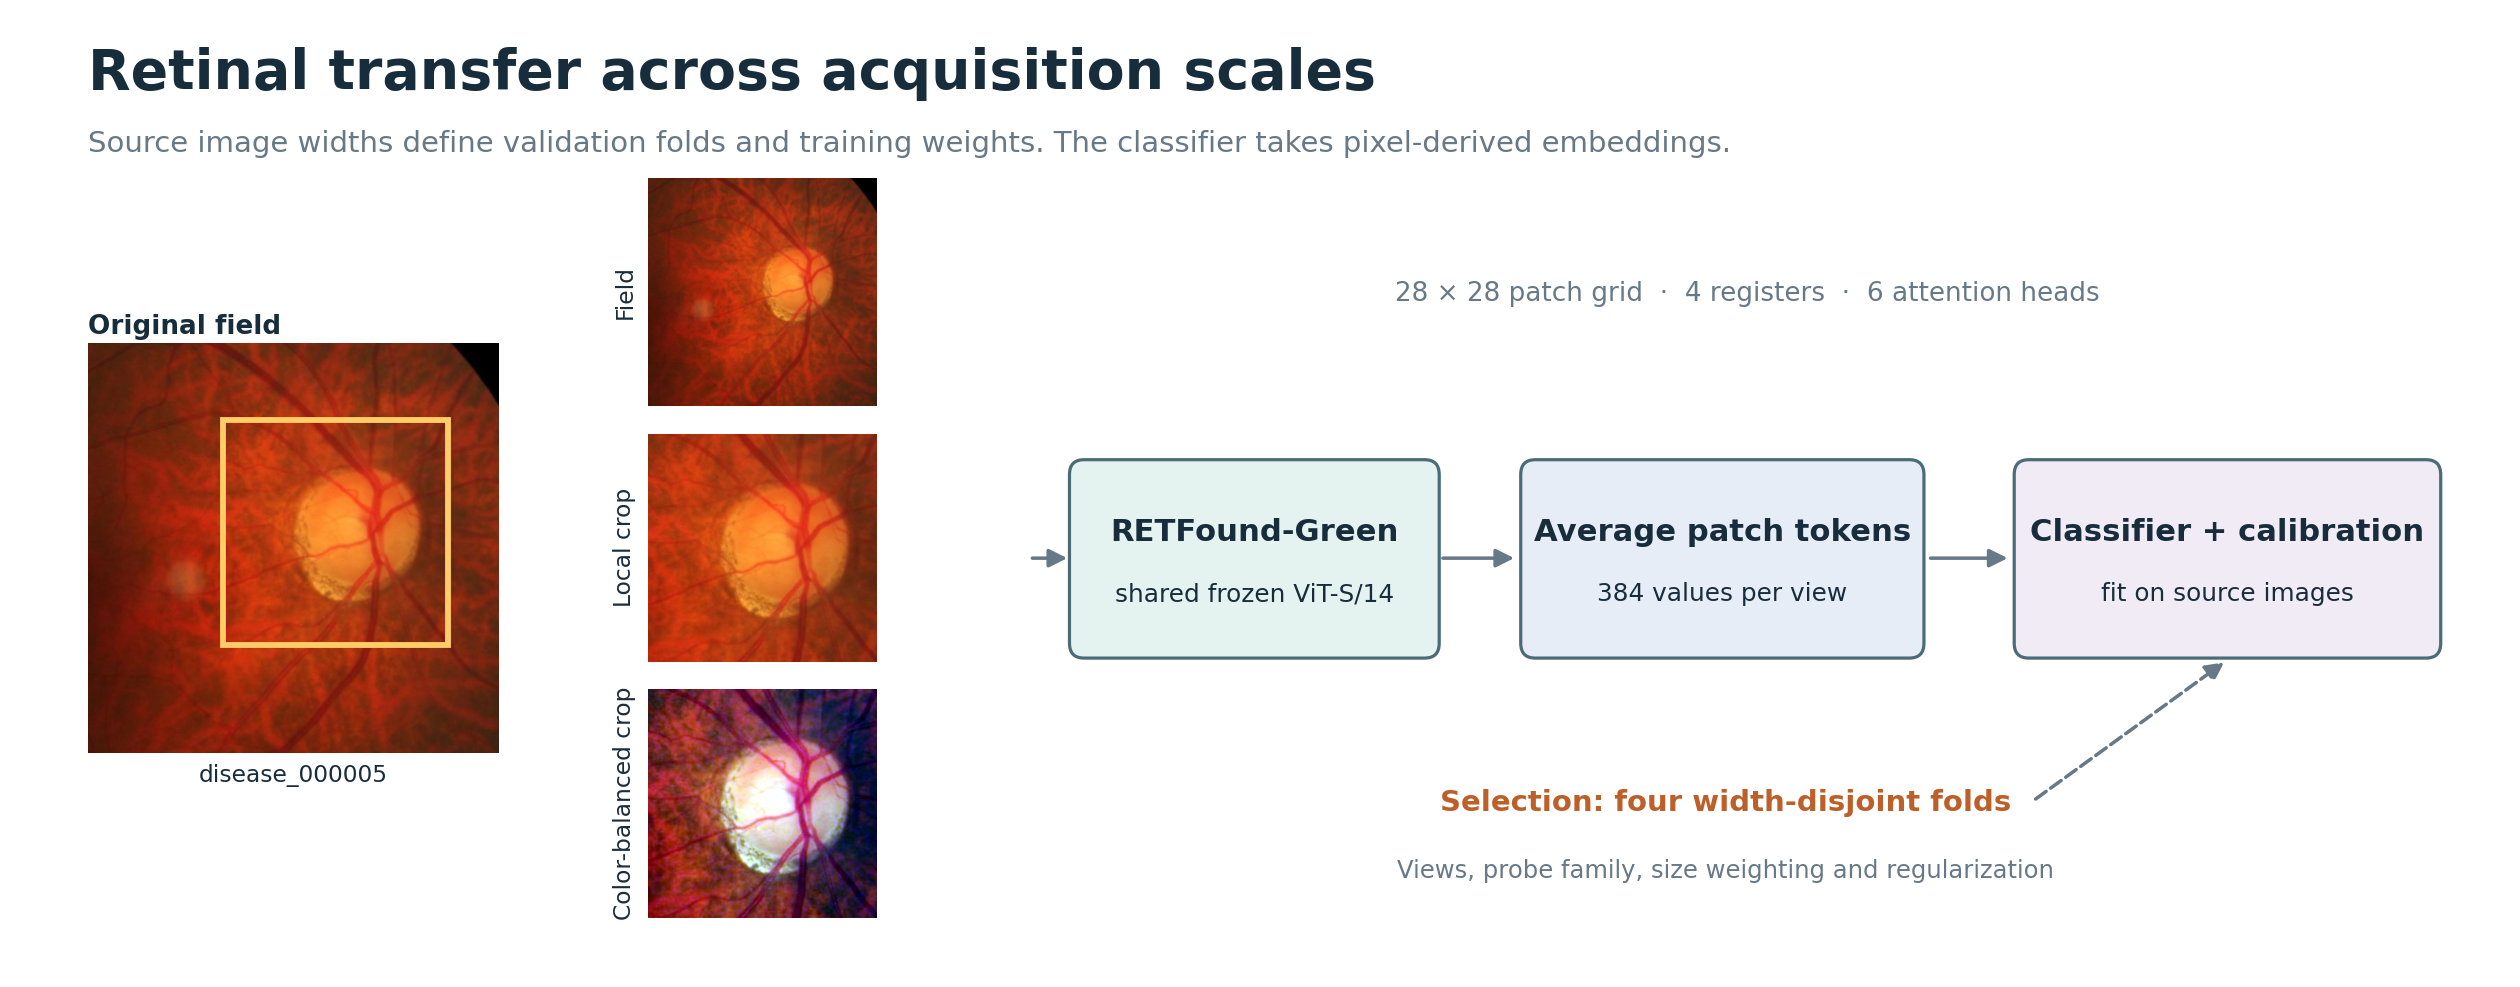 Retinal transfer across acquisition scales
Source image widths define validation folds and training weights. The classifier takes pixel-derived embeddings.
Original field
disease_000005
Field
Local crop
Color-balanced crop
28 × 28 patch grid · 4 registers · 6 attention heads
RETFound-Green
shared frozen ViT-S/14
Average patch tokens
384 values per view
Classifier + calibration
fit on source images
Selection: four width-disjoint folds
Views, probe family, size weighting and regularization